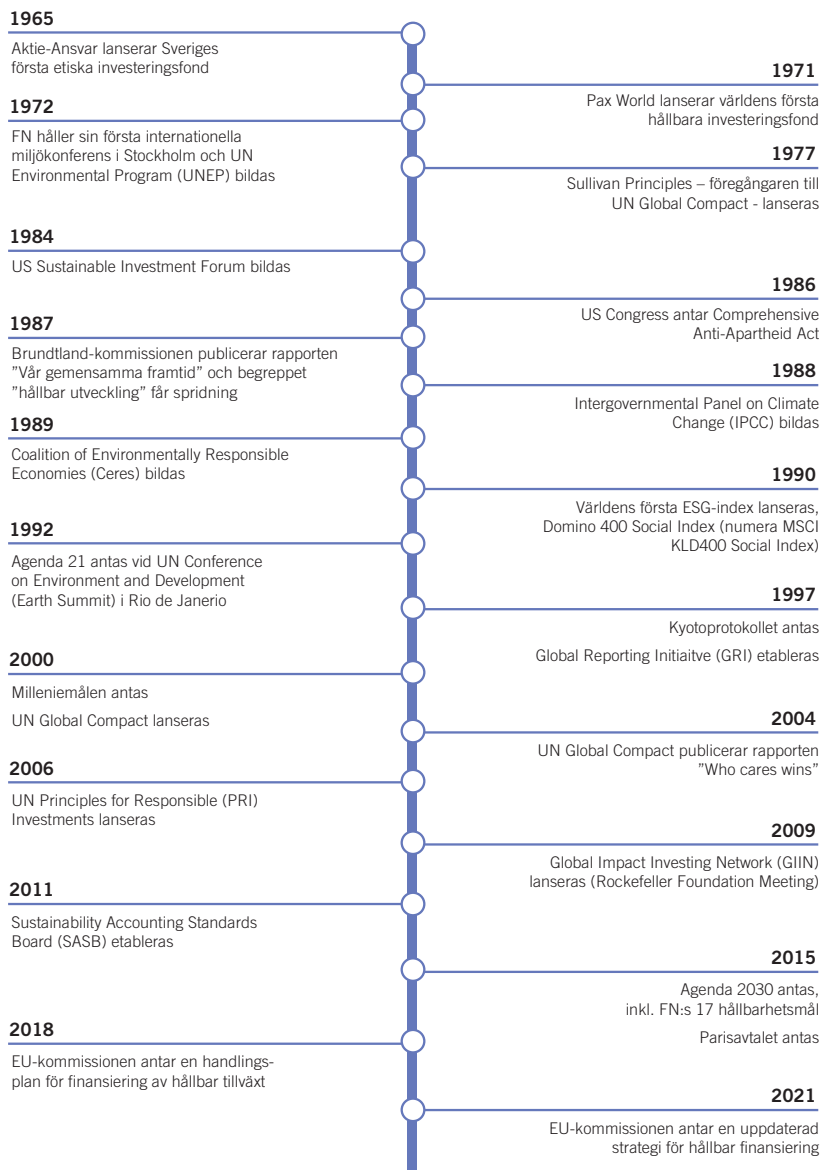 1965
Aktie-Ansvar lanserar Sveriges
första etiska investeringsfond
1971
Pax World lanserar världens första
hållbara investeringsfond
1972
FN håller sin första internationella
miljökonferens i Stockholm och UN
Environmental Program (UNEP) bildas
1977
Sullivan Principles – föregångaren till
UN Global Compact - lanseras
1984
US Sustainable Investment Forum bildas
1986
US Congress antar Comprehensive
Anti-Apartheid Act
1987
Brundtland-kommissionen publicerar rapporten
”Vår gemensamma framtid” och begreppet
”hållbar utveckling” får spridning
1988
Intergovernmental Panel on Climate
Change (IPCC) bildas
1989
Coalition of Environmentally Responsible
Economies (Ceres) bildas
1990
Världens första ESG-index lanseras,
Domino 400 Social Index (numera MSCI
KLD400 Social Index)
1992
Agenda 21 antas vid UN Conference
on Environment and Development
(Earth Summit) i Rio de Janerio
1997
Kyotoprotokollet antas
Global Reporting Initiaitve (GRI) etableras
2000
Milleniemålen antas
UN Global Compact lanseras
2004
UN Global Compact publicerar rapporten
”Who cares wins”
2006
UN Principles for Responsible (PRI)
Investments lanseras
2009
Global Impact Investing Network (GIIN)
lanseras (Rockefeller Foundation Meeting)
2011
Sustainability Accounting Standards
Board (SASB) etableras
2015
Agenda 2030 antas,
inkl. FN:s 17 hållbarhetsmål
Parisavtalet antas
2018
EU-kommissionen antar en handlings-
plan för finansiering av hållbar tillväxt
2021
EU-kommissionen antar en uppdaterad
strategi för hållbar finansiering